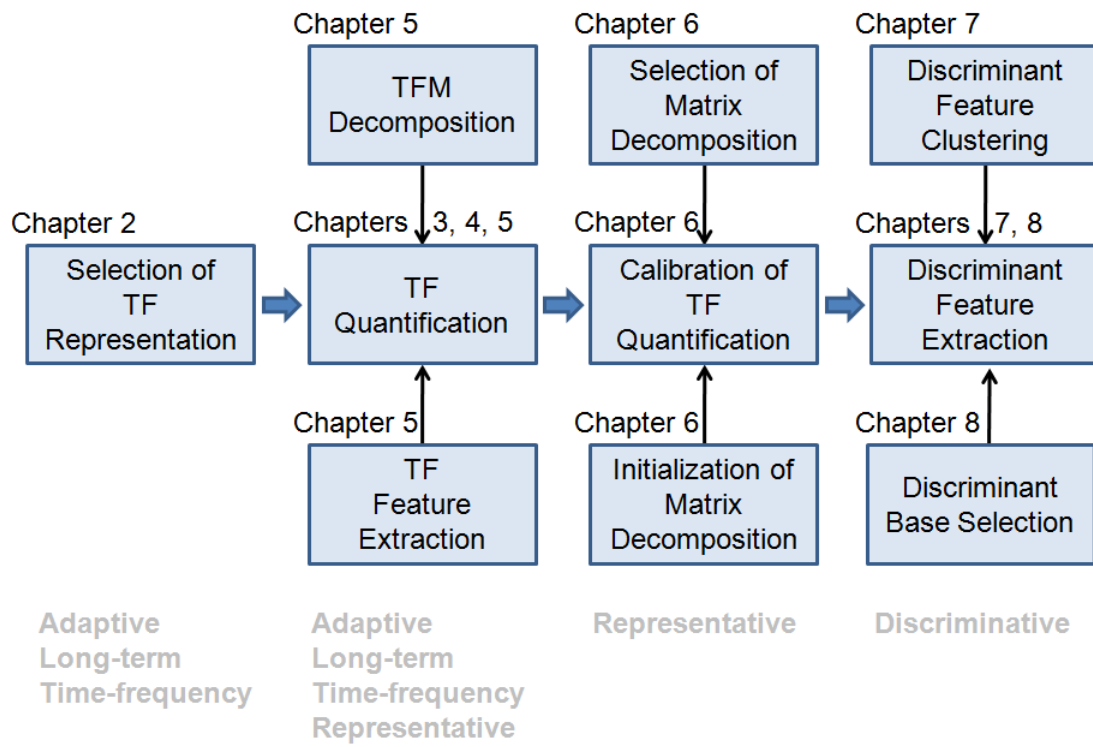 Chapter 5
TFM
Decomposition
Chapter 6
Selection of
Matrix
Decomposition
Chapter 7
Discriminant
Feature
Clustering
Chapter 2
Selection of
TF
Representation
Chapters 3, 4, 5
TF
Quantification
Chapter 6
Calibration of
TF
Quantification
Chapters 7, 8
Discriminant
Feature
Extraction
Chapter 5
TF
Feature
Extraction
Chapter 6
Initialization of
Matrix
Decomposition
Chapter 8
Discriminant
Base Selection
Adaptive
Long-term
Time-frequency
Adaptive
Long-term
Time-frequency
Representative
Representative
Discriminative